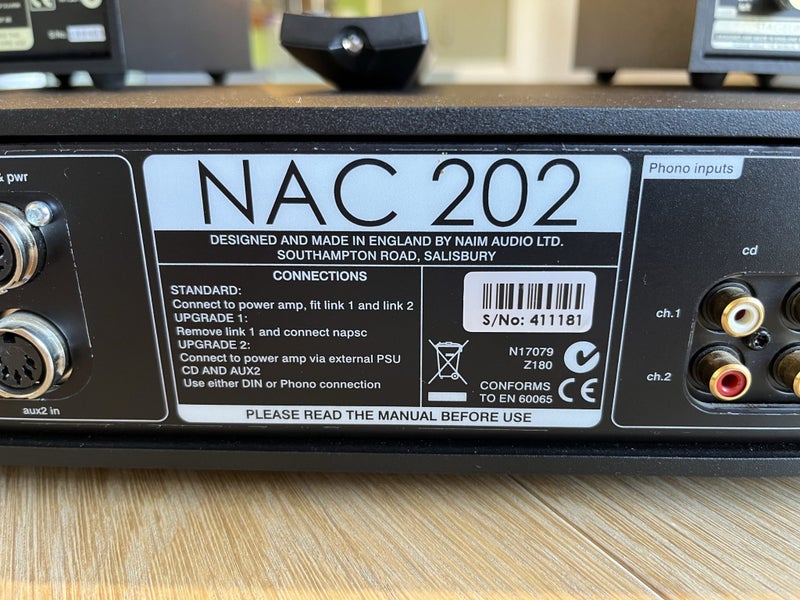 S/No:
& pwr
NAC 202
DESIGNED AND MADE IN ENGLAND BY NAIM AUDIO LTD.
SOUTHAMPTON ROAD, SALISBURY
CONNECTIONS
STANDARD:
Connect to power amp, fit link 1 and link 2
UPGRADE 1:
Remove link 1 and connect napsc
UPGRADE 2:
Connect to power amp via external PSU
CD AND AUX2
Use either DIN or Phono connection
S/No: 411181
N17079
Z180
CONFORMS
TO EN 60065
CE
PLEASE READ THE MANUAL BEFORE USE
aux2 in
Phono inputs
cd
ch.1
ch.2